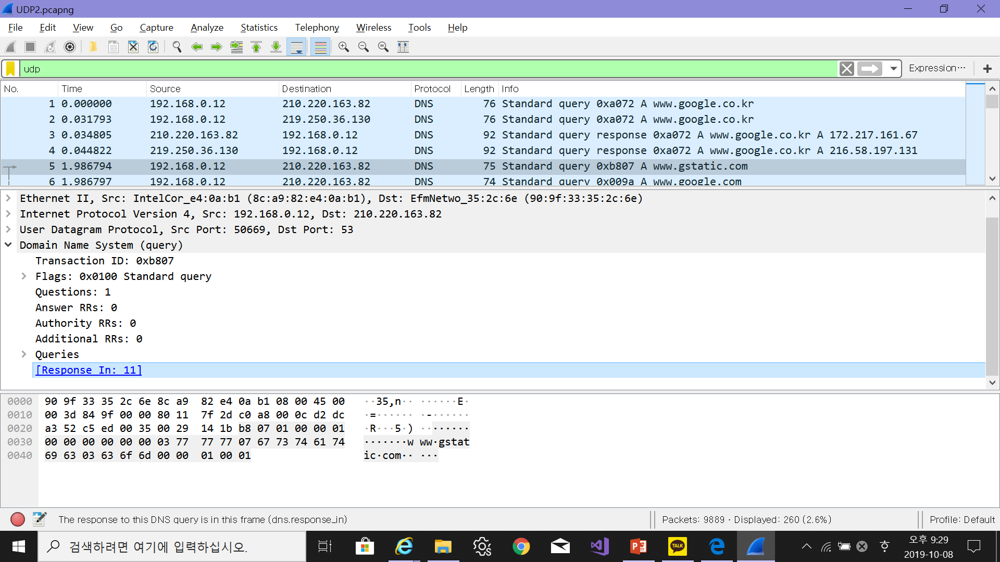 UDP2.pcapng
File Edit View Go Capture Analyze Statistics Telephony Wireless Tools Help
udp Expression…
No. Time Source Destination Protocol Length Info
1 0.000000 192.168.0.12 210.220.163.82 DNS 76 Standard query 0xa072 A www.google.co.kr
2 0.031793 192.168.0.12 219.250.36.130 DNS 76 Standard query 0xa072 A www.google.co.kr
3 0.034805 210.220.163.82 192.168.0.12 DNS 92 Standard query response 0xa072 A www.google.co.kr A 172.217.161.67
4 0.044822 219.250.36.130 192.168.0.12 DNS 92 Standard query response 0xa072 A www.google.co.kr A 216.58.197.131
5 1.986794 192.168.0.12 210.220.163.82 DNS 75 Standard query 0xb807 A www.gstatic.com
6 1.986797 192.168.0.12 210.220.163.82 DNS 74 Standard query 0x009a A www.google.com
Ethernet II, Src: IntelCor_e4:0a:b1 (8c:a9:82:e4:0a:b1), Dst: EfmNetwo_35:2c:6e (90:9f:33:35:2c:6e)
Internet Protocol Version 4, Src: 192.168.0.12, Dst: 210.220.163.82
User Datagram Protocol, Src Port: 50669, Dst Port: 53
Domain Name System (query)
Transaction ID: 0xb807
Flags: 0x0100 Standard query
Questions: 1
Answer RRs: 0
Authority RRs: 0
Additional RRs: 0
Queries
[Response In: 11]
0000 90 9f 33 35 2c 6e 8c a9 82 e4 0a b1 08 00 45 00 ··35,n·· ······E·
0010 00 3d 84 9f 00 00 80 11 7f 2d c0 a8 00 0c d2 dc ·=······ ·-······
0020 a3 52 c5 ed 00 35 00 29 14 1b b8 07 01 00 00 01 ·R···5·) ········
0030 00 00 00 00 00 00 03 77 77 77 07 67 73 74 61 74 ·······w ww·gstat
0040 69 63 03 63 6f 6d 00 00 01 00 01 ic·com·· ···
The response to this DNS query is in this frame (dns.response_in) Packets: 9889 · Displayed: 260 (2.6%) Profile: Default
검색하려면 여기에 입력하십시오. TALK 오후 9:29
2019-10-08